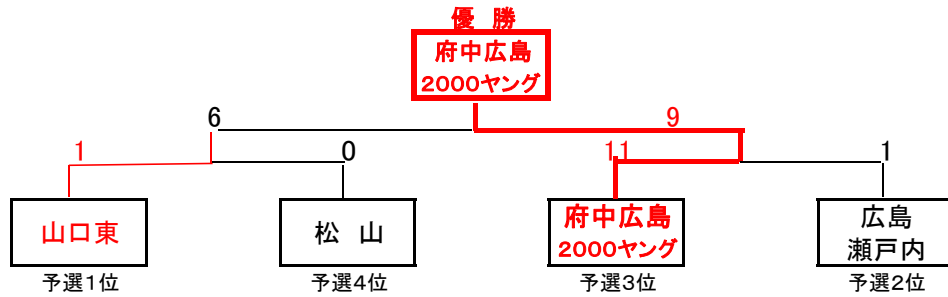 優 勝
府中広島
2000ヤング
6
9
1
0
11
1
山口東
松 山
府中広島
2000ヤング
広島
瀬戸内
予選1位
予選4位
予選3位
予選2位